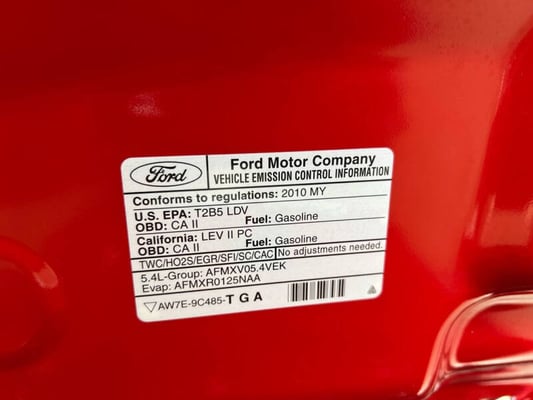 Ford
Ford Motor Company
VEHICLE EMISSION CONTROL INFORMATION
Conforms to regulations: 2010 MY
U.S. EPA: T2B5 LDV
OBD: CA II Fuel: Gasoline
California: LEV II PC
OBD: CA II Fuel: Gasoline
TWC/HO2S/EGR/SFI/SC/CAC No adjustments needed.
5.4L-Group: AFMXV05.4VEK
Evap: AFMXR0125NAA
AW7E-9C485-TGA